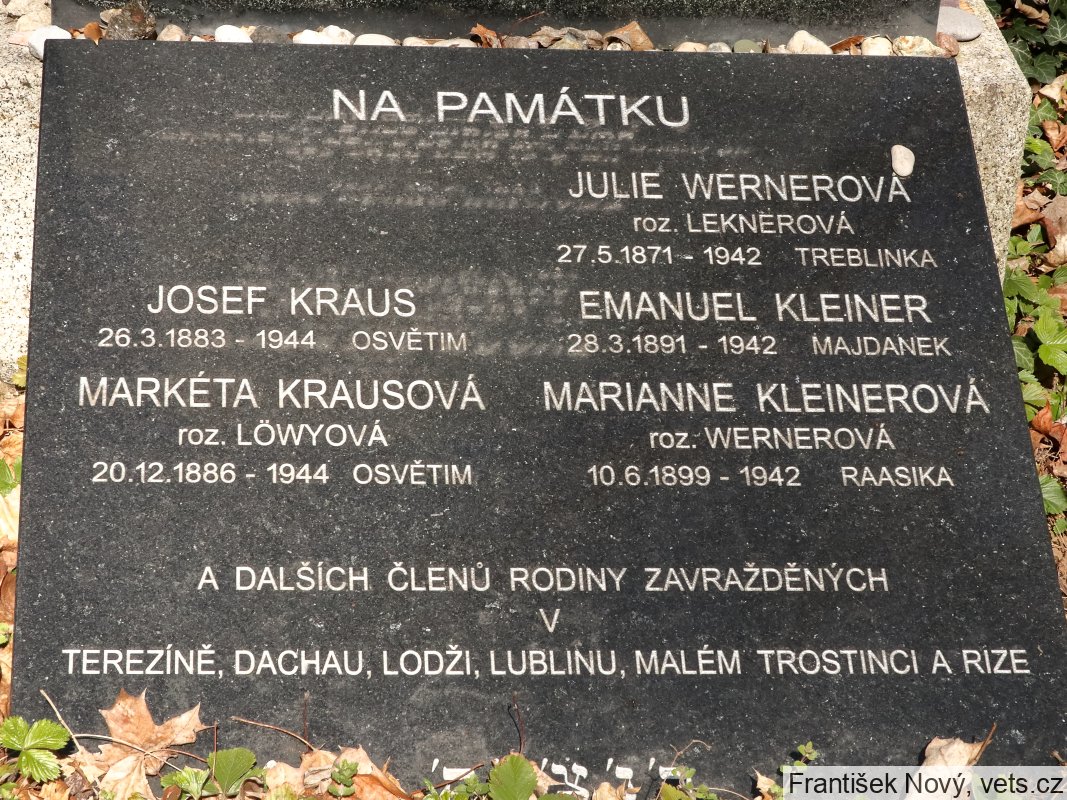 NA PAMÁTKU
JULIE WERNEROVÁ
roz. LEKNEROVÁ
27.5.1871 - 1942 TREBLINKA
JOSEF KRAUS
26.3.1883 - 1944 OSVĚTIM
MARKÉTA KRAUSOVÁ
roz. LÖWYOVÁ
20.12.1886 - 1944 OSVĚTIM
EMANUEL KLEINER
28.3.1891 - 1942 MAJDANEK
MARIANNE KLEINEROVÁ
roz. WERNEROVÁ
10.6.1899 - 1942 RAASIKA
A DALŠÍCH ČLENŮ RODINY ZAVRAŽDĚNÝCH
V
TEREZÍNĚ, DACHAU, LODŽI, LUBLINU, MALÉM TROSTINCI A RIZE
František Nový, vets.cz